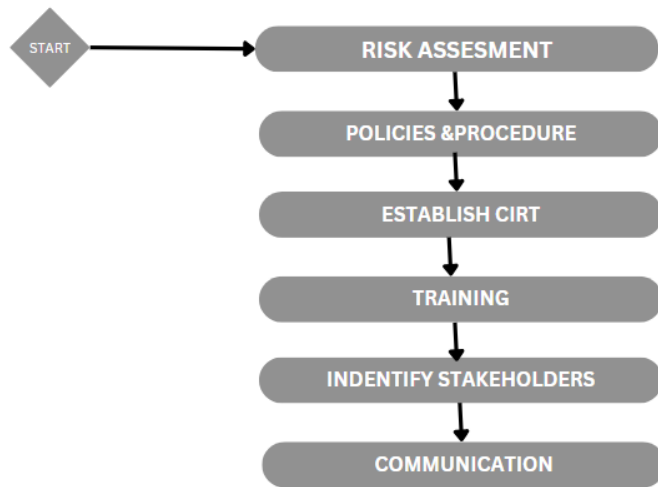 START
RISK ASSESMENT
POLICIES &PROCEDURE
ESTABLISH CIRT
TRAINING
INDENTIFY STAKEHOLDERS
COMMUNICATION